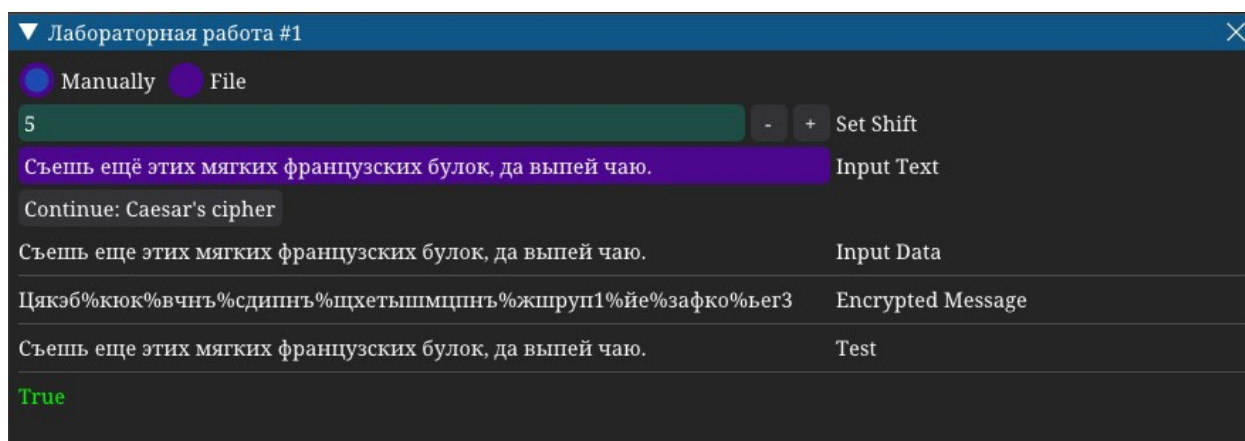 Лабораторная работа #1
Manually File
5 - + Set Shift
Съешь ещё этих мягких французских булок, да выпей чаю. Input Text
Continue: Caesar's cipher
Съешь еще этих мягких французских булок, да выпей чаю. Input Data
Цякэб%кюк%вчнъ%сдипнъ%щхетышмцпнъ%жшруп1%йе%зафко%ьег3 Encrypted Message
Съешь еще этих мягких французских булок, да выпей чаю. Test
True